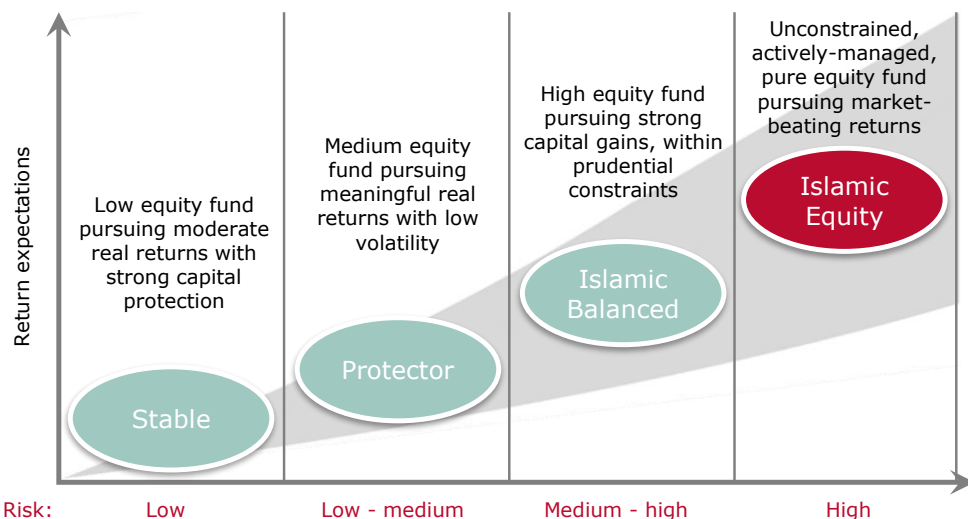 Return expectations
Low equity fund
pursuing moderate
real returns with
strong capital
protection
Stable
Medium equity
fund pursuing
meaningful real
returns with low
volatility
Protector
High equity fund
pursuing strong
capital gains, within
prudential
constraints
Islamic
Balanced
Unconstrained,
actively-managed,
pure equity fund
pursuing market-
beating returns
Islamic
Equity
Risk: Low Low - medium Medium - high High